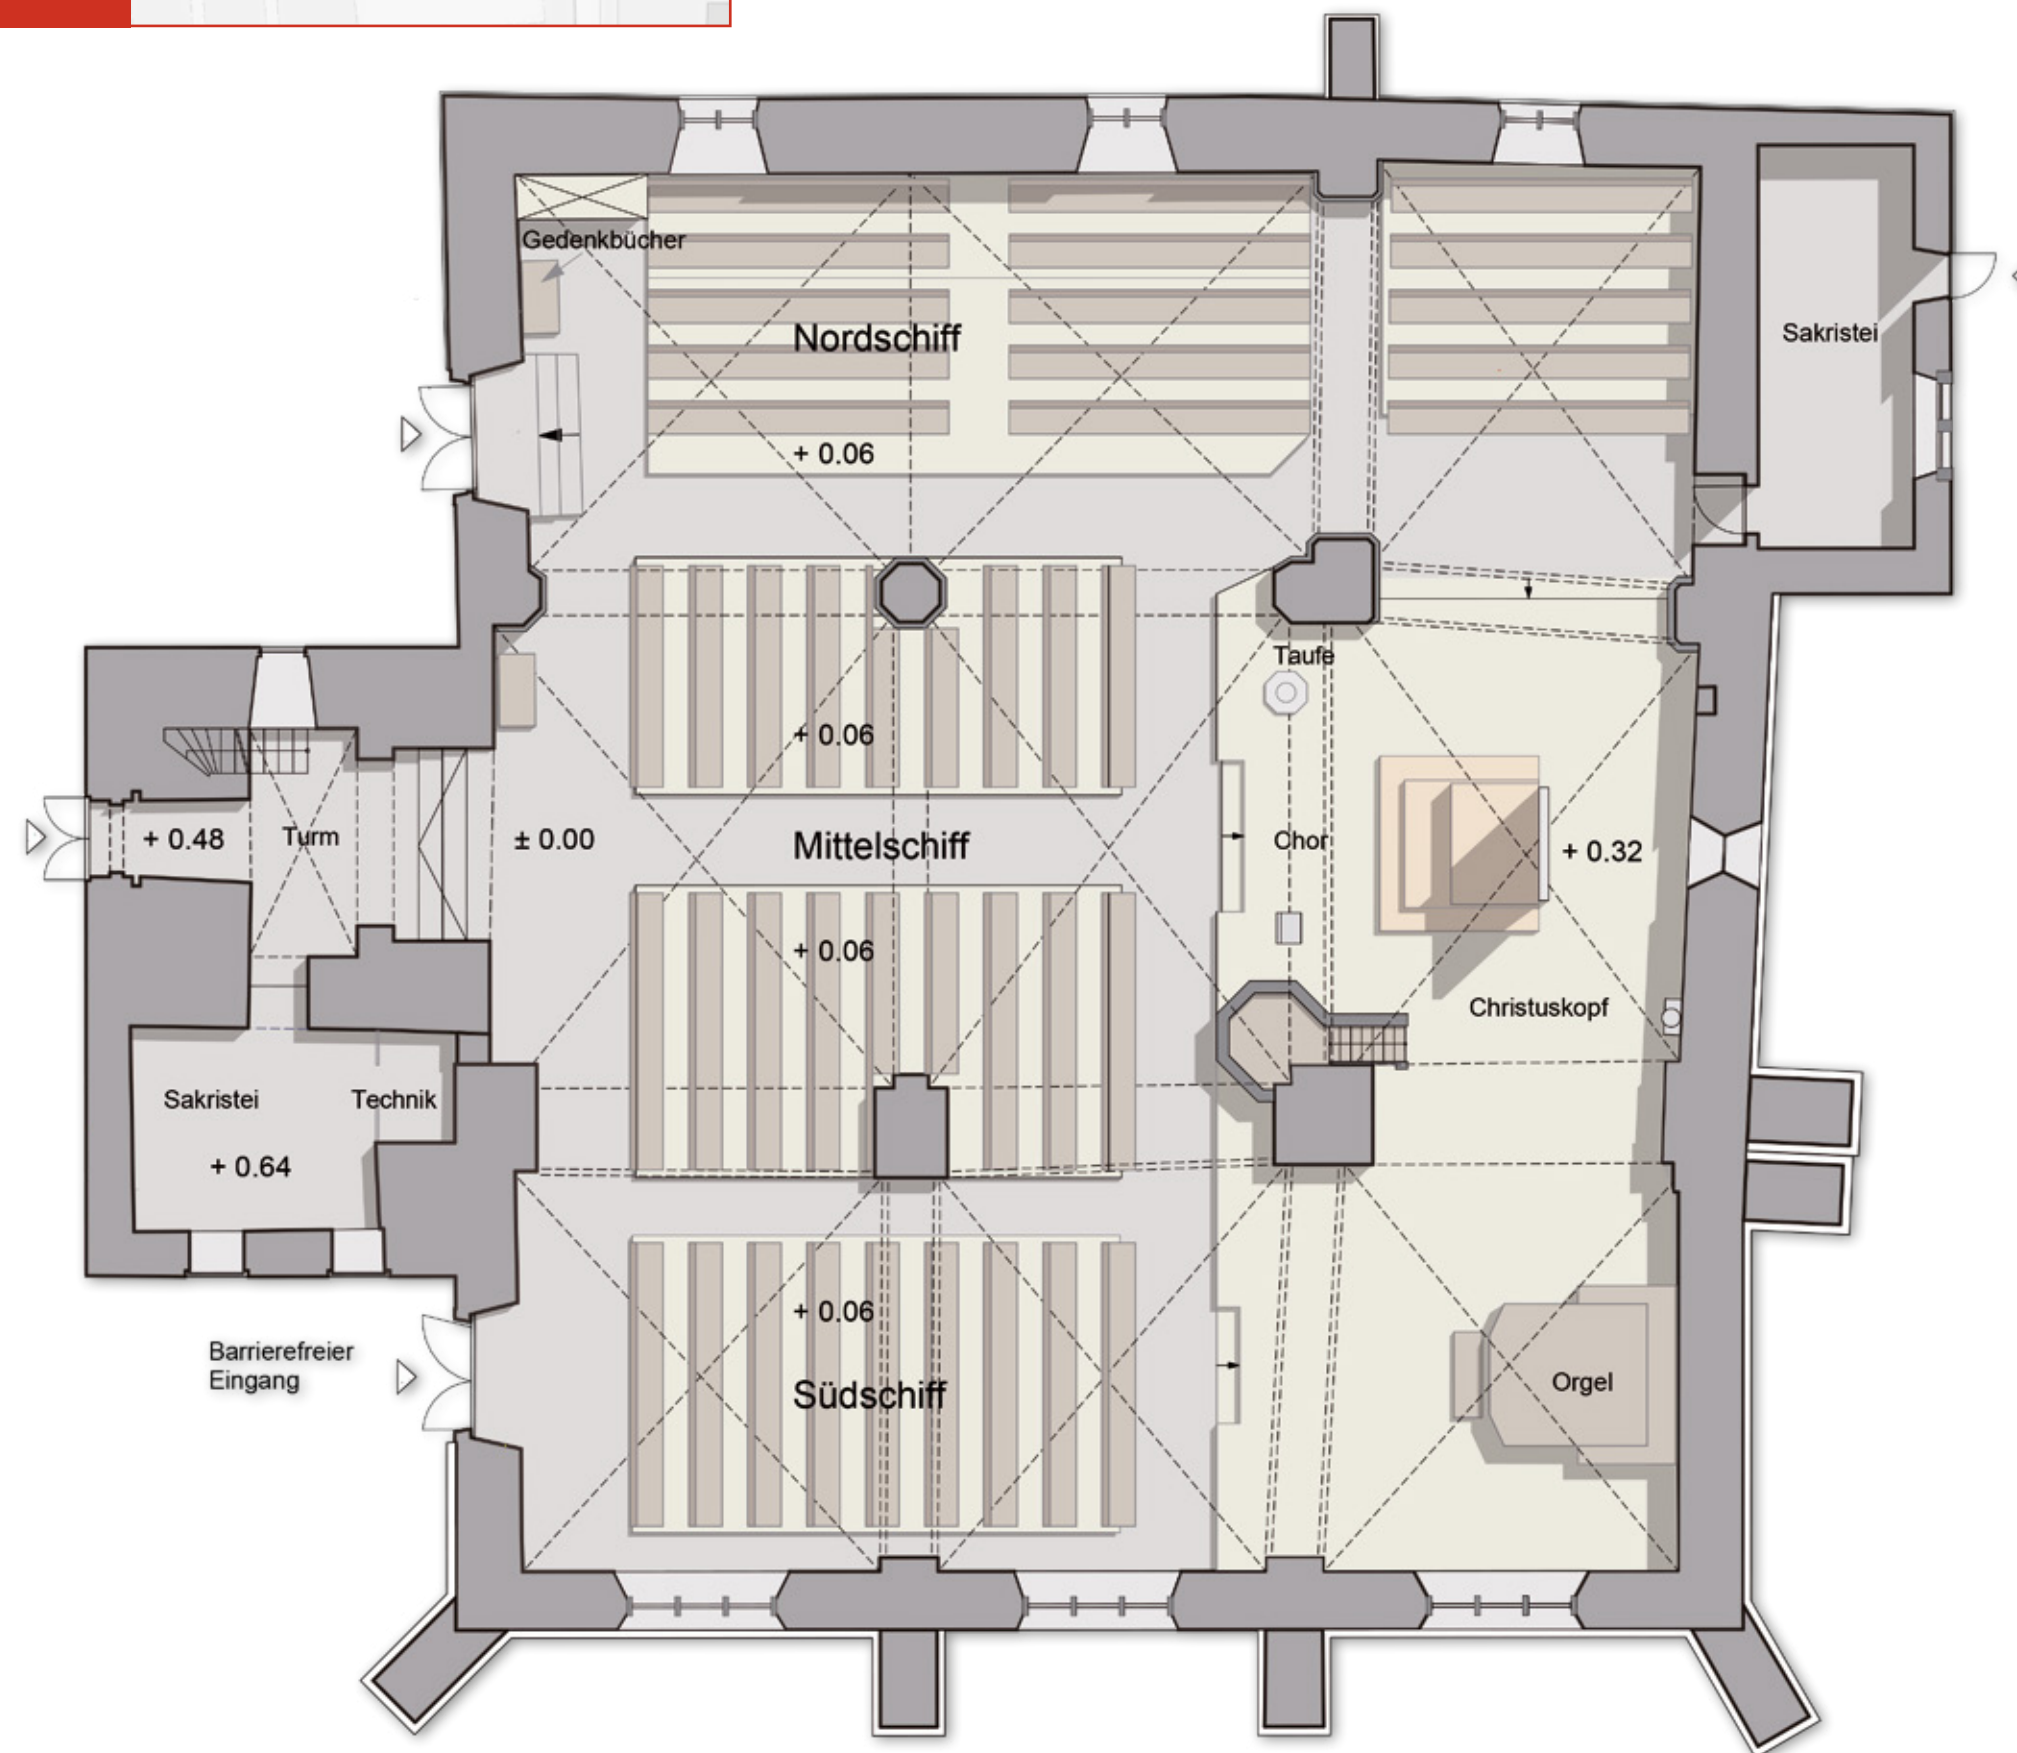 Gedenkbücher
Nordschiff
Sakristei
+ 0.06
Taufe
+ 0.06
+ 0.48
Turm
± 0.00
Mittelschiff
Chor
+ 0.32
+ 0.06
Christuskopf
Sakristei
Technik
+ 0.64
+ 0.06
Barrierefreier
Eingang
Südschiff
Orgel